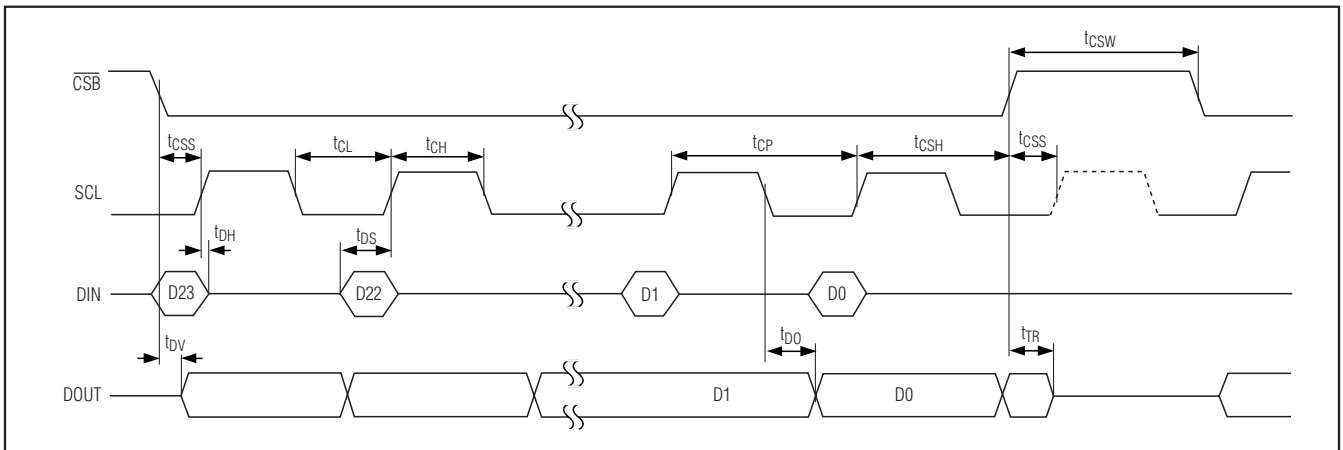 tCSW
CSB
tCSS
tCL
tCH
tCP
tCSH
tCSS
SCL
tDH
tDS
DIN
D23
D22
D1
D0
tDV
tDO
tTR
DOUT
D1
D0